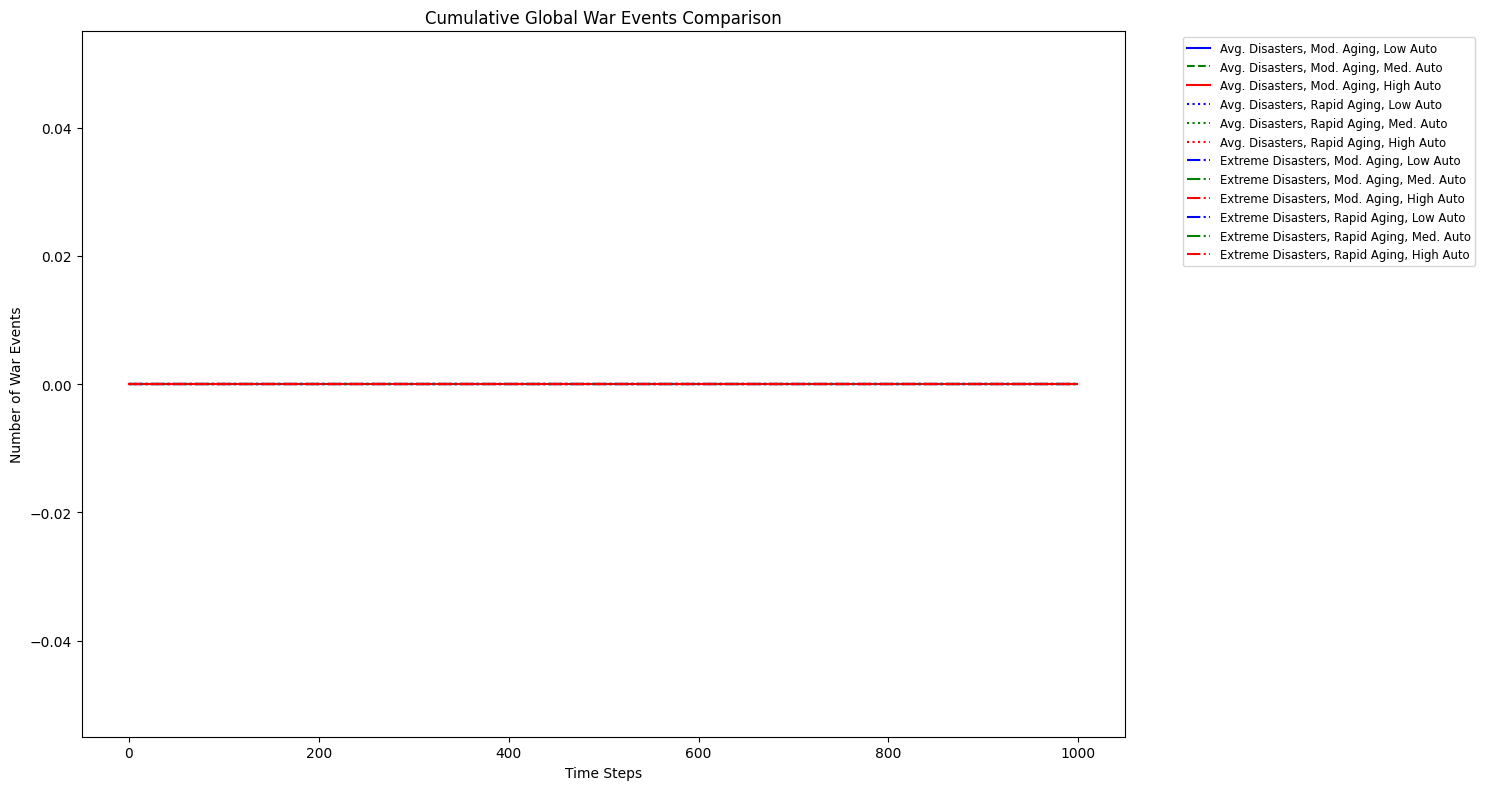 Cumulative Global War Events Comparison
Number of War Events
0.04
0.02
0.00
−0.02
−0.04
0 200 400 600 800 1000
Time Steps
Avg. Disasters, Mod. Aging, Low Auto
Avg. Disasters, Mod. Aging, Med. Auto
Avg. Disasters, Mod. Aging, High Auto
Avg. Disasters, Rapid Aging, Low Auto
Avg. Disasters, Rapid Aging, Med. Auto
Avg. Disasters, Rapid Aging, High Auto
Extreme Disasters, Mod. Aging, Low Auto
Extreme Disasters, Mod. Aging, Med. Auto
Extreme Disasters, Mod. Aging, High Auto
Extreme Disasters, Rapid Aging, Low Auto
Extreme Disasters, Rapid Aging, Med. Auto
Extreme Disasters, Rapid Aging, High Auto